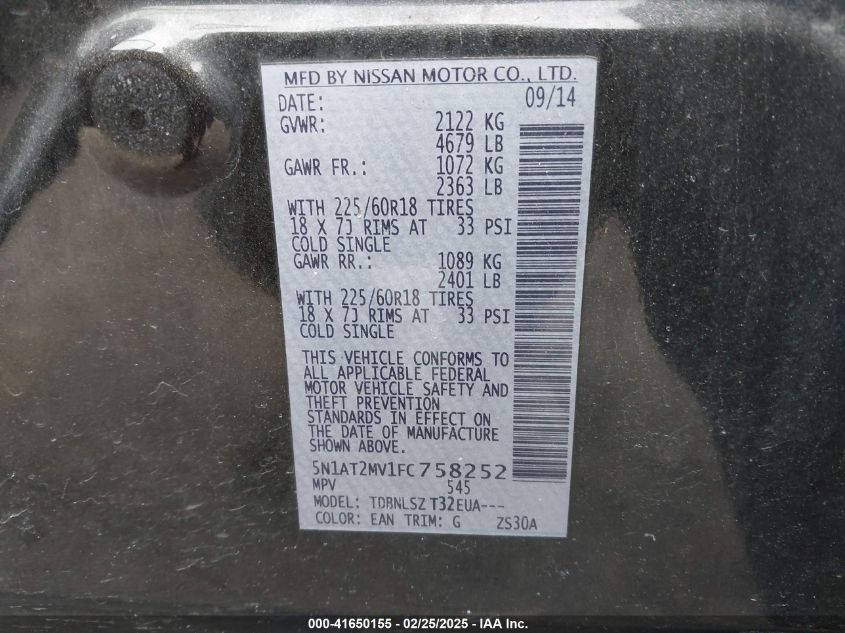 MFD BY NISSAN MOTOR CO., LTD.
DATE: 09/14
GVWR: 2122 KG
4679 LB
GAWR FR.: 1072 KG
2363 LB
WITH 225/60R18 TIRES
18 X 7J RIMS AT 33 PSI
COLD SINGLE
GAWR RR.: 1089 KG
2401 LB
WITH 225/60R18 TIRES
18 X 7J RIMS AT 33 PSI
COLD SINGLE
THIS VEHICLE CONFORMS TO
ALL APPLICABLE FEDERAL
MOTOR VEHICLE SAFETY AND
THEFT PREVENTION
STANDARDS IN EFFECT ON
THE DATE OF MANUFACTURE
SHOWN ABOVE.
5N1AT2MV1FC758252
MPV 545
MODEL: TDBNLSZ T32EUA---
COLOR: EAN TRIM: G ZS30A
000-41650155 - 02/25/2025 - IAA Inc.